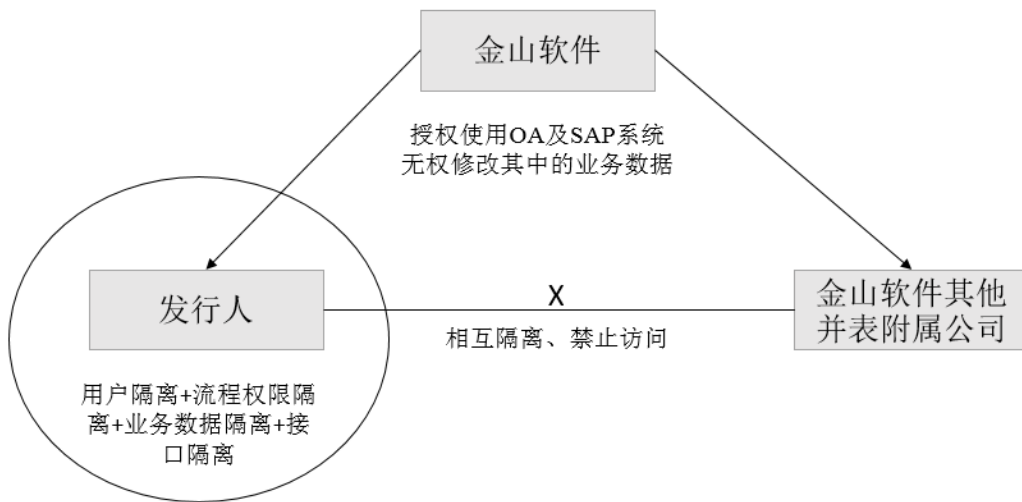 金山软件
授权使用OA及SAP系统
无权修改其中的业务数据
发行人
X
相互隔离、禁止访问
金山软件其他
并表附属公司
用户隔离+流程权限隔
离+业务数据隔离+接
口隔离